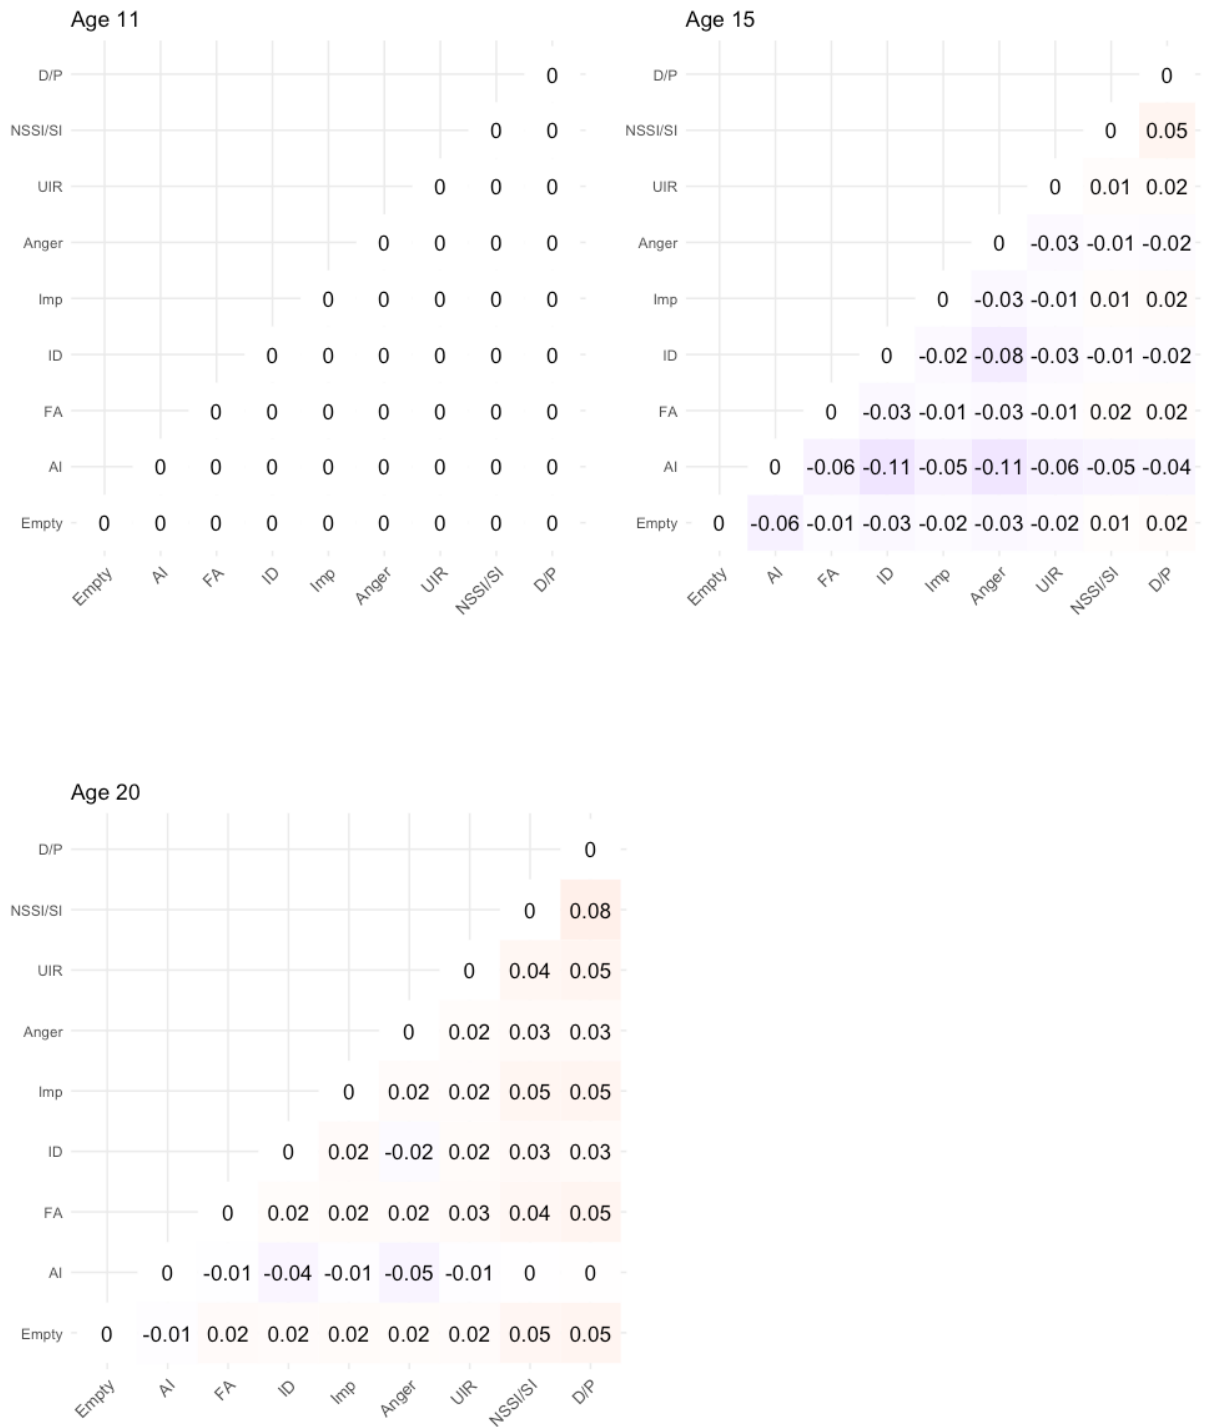 Age 11
D/P 0
NSSI/SI 0 0
UIR 0 0 0
Anger 0 0 0 0
Imp 0 0 0 0 0
ID 0 0 0 0 0 0
FA 0 0 0 0 0 0 0
AI 0 0 0 0 0 0 0 0
Empty 0 0 0 0 0 0 0 0 0
Empty AI FA ID Imp Anger UIR NSSI/SI D/P
Age 15
D/P 0
NSSI/SI 0 0.05
UIR 0 0.01 0.02
Anger 0 -0.03 -0.01 -0.02
Imp 0 -0.03 -0.01 0.01 0.02
ID 0 -0.02 -0.08 -0.03 -0.01 -0.02
FA 0 -0.03 -0.01 -0.03 -0.01 0.02 0.02
AI 0 -0.06 -0.11 -0.05 -0.11 -0.06 -0.05 -0.04
Empty 0 -0.06 -0.01 -0.03 -0.02 -0.03 -0.02 0.01 0.02
Empty AI FA ID Imp Anger UIR NSSI/SI D/P
Age 20
D/P 0
NSSI/SI 0 0.08
UIR 0 0.04 0.05
Anger 0 0.02 0.03 0.03
Imp 0 0.02 0.02 0.05 0.05
ID 0 0.02 -0.02 0.02 0.03 0.03
FA 0 0.02 0.02 0.02 0.03 0.04 0.05
AI 0 -0.01 -0.04 -0.01 -0.05 -0.01 0 0
Empty 0 -0.01 0.02 0.02 0.02 0.02 0.02 0.05 0.05
Empty AI FA ID Imp Anger UIR NSSI/SI D/P